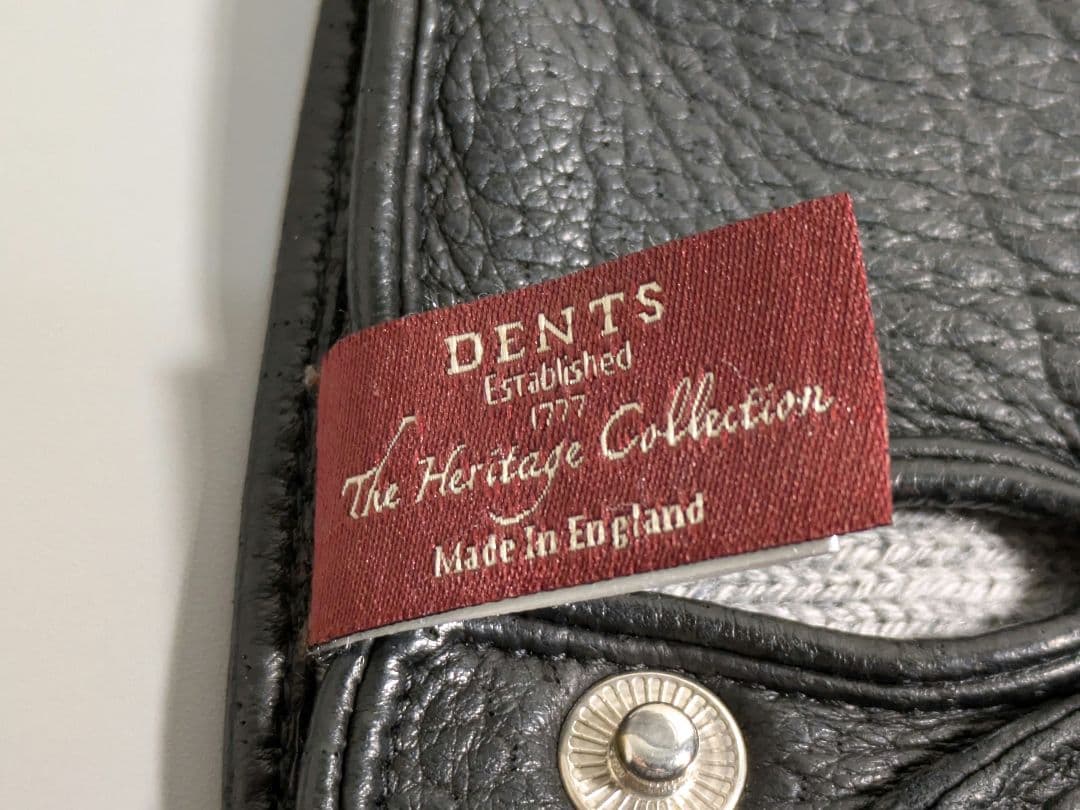 DENTS
Established
1777
The Heritage Collection
Made In England